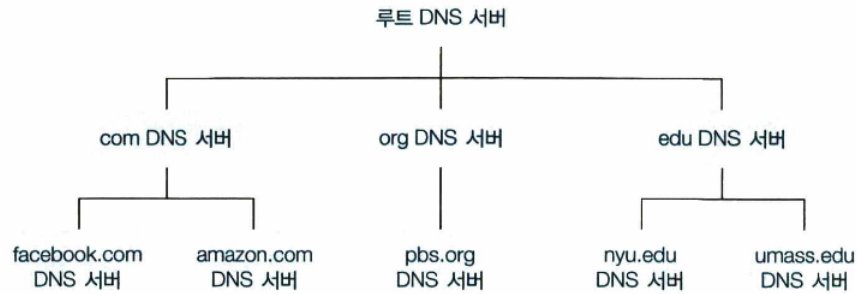 루트 DNS 서버
com DNS 서버
org DNS 서버
edu DNS 서버
facebook.com
DNS 서버
amazon.com
DNS 서버
pbs.org
DNS 서버
nyu.edu
DNS 서버
umass.edu
DNS 서버